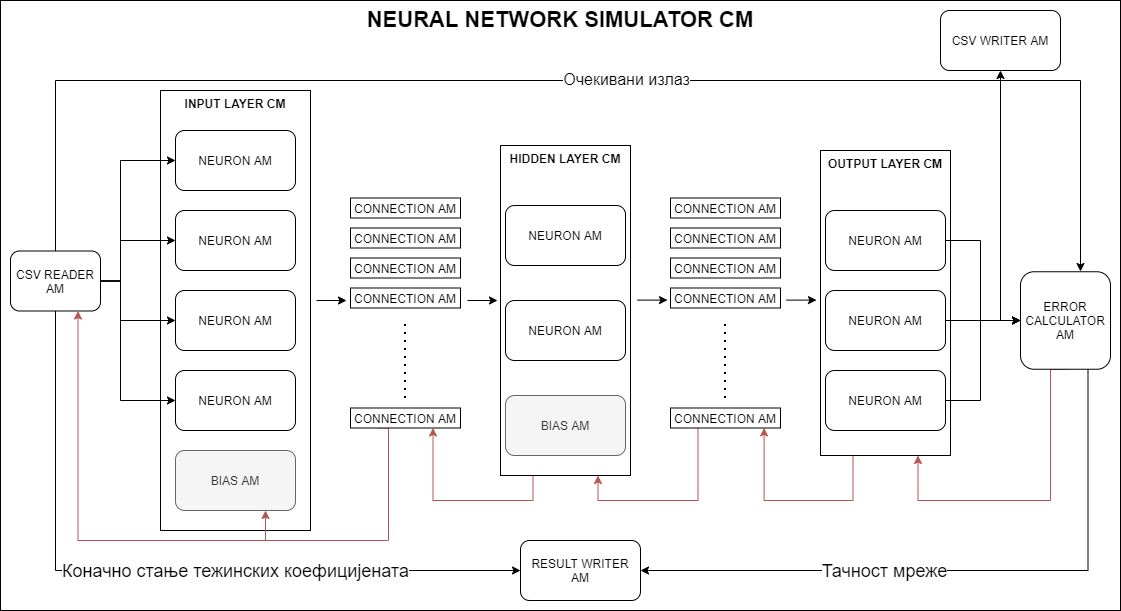 NEURAL NETWORK SIMULATOR CM
CSV WRITER AM
Очекивани излаз
INPUT LAYER CM
NEURON AM
NEURON AM
NEURON AM
NEURON AM
BIAS AM
CSV READER
AM
CONNECTION AM
CONNECTION AM
CONNECTION AM
CONNECTION AM
CONNECTION AM
HIDDEN LAYER CM
NEURON AM
NEURON AM
BIAS AM
CONNECTION AM
CONNECTION AM
CONNECTION AM
CONNECTION AM
CONNECTION AM
OUTPUT LAYER CM
NEURON AM
NEURON AM
NEURON AM
ERROR
CALCULATOR
AM
Коначно стање тежинских коефицијената
RESULT WRITER
AM
Тачност мреже